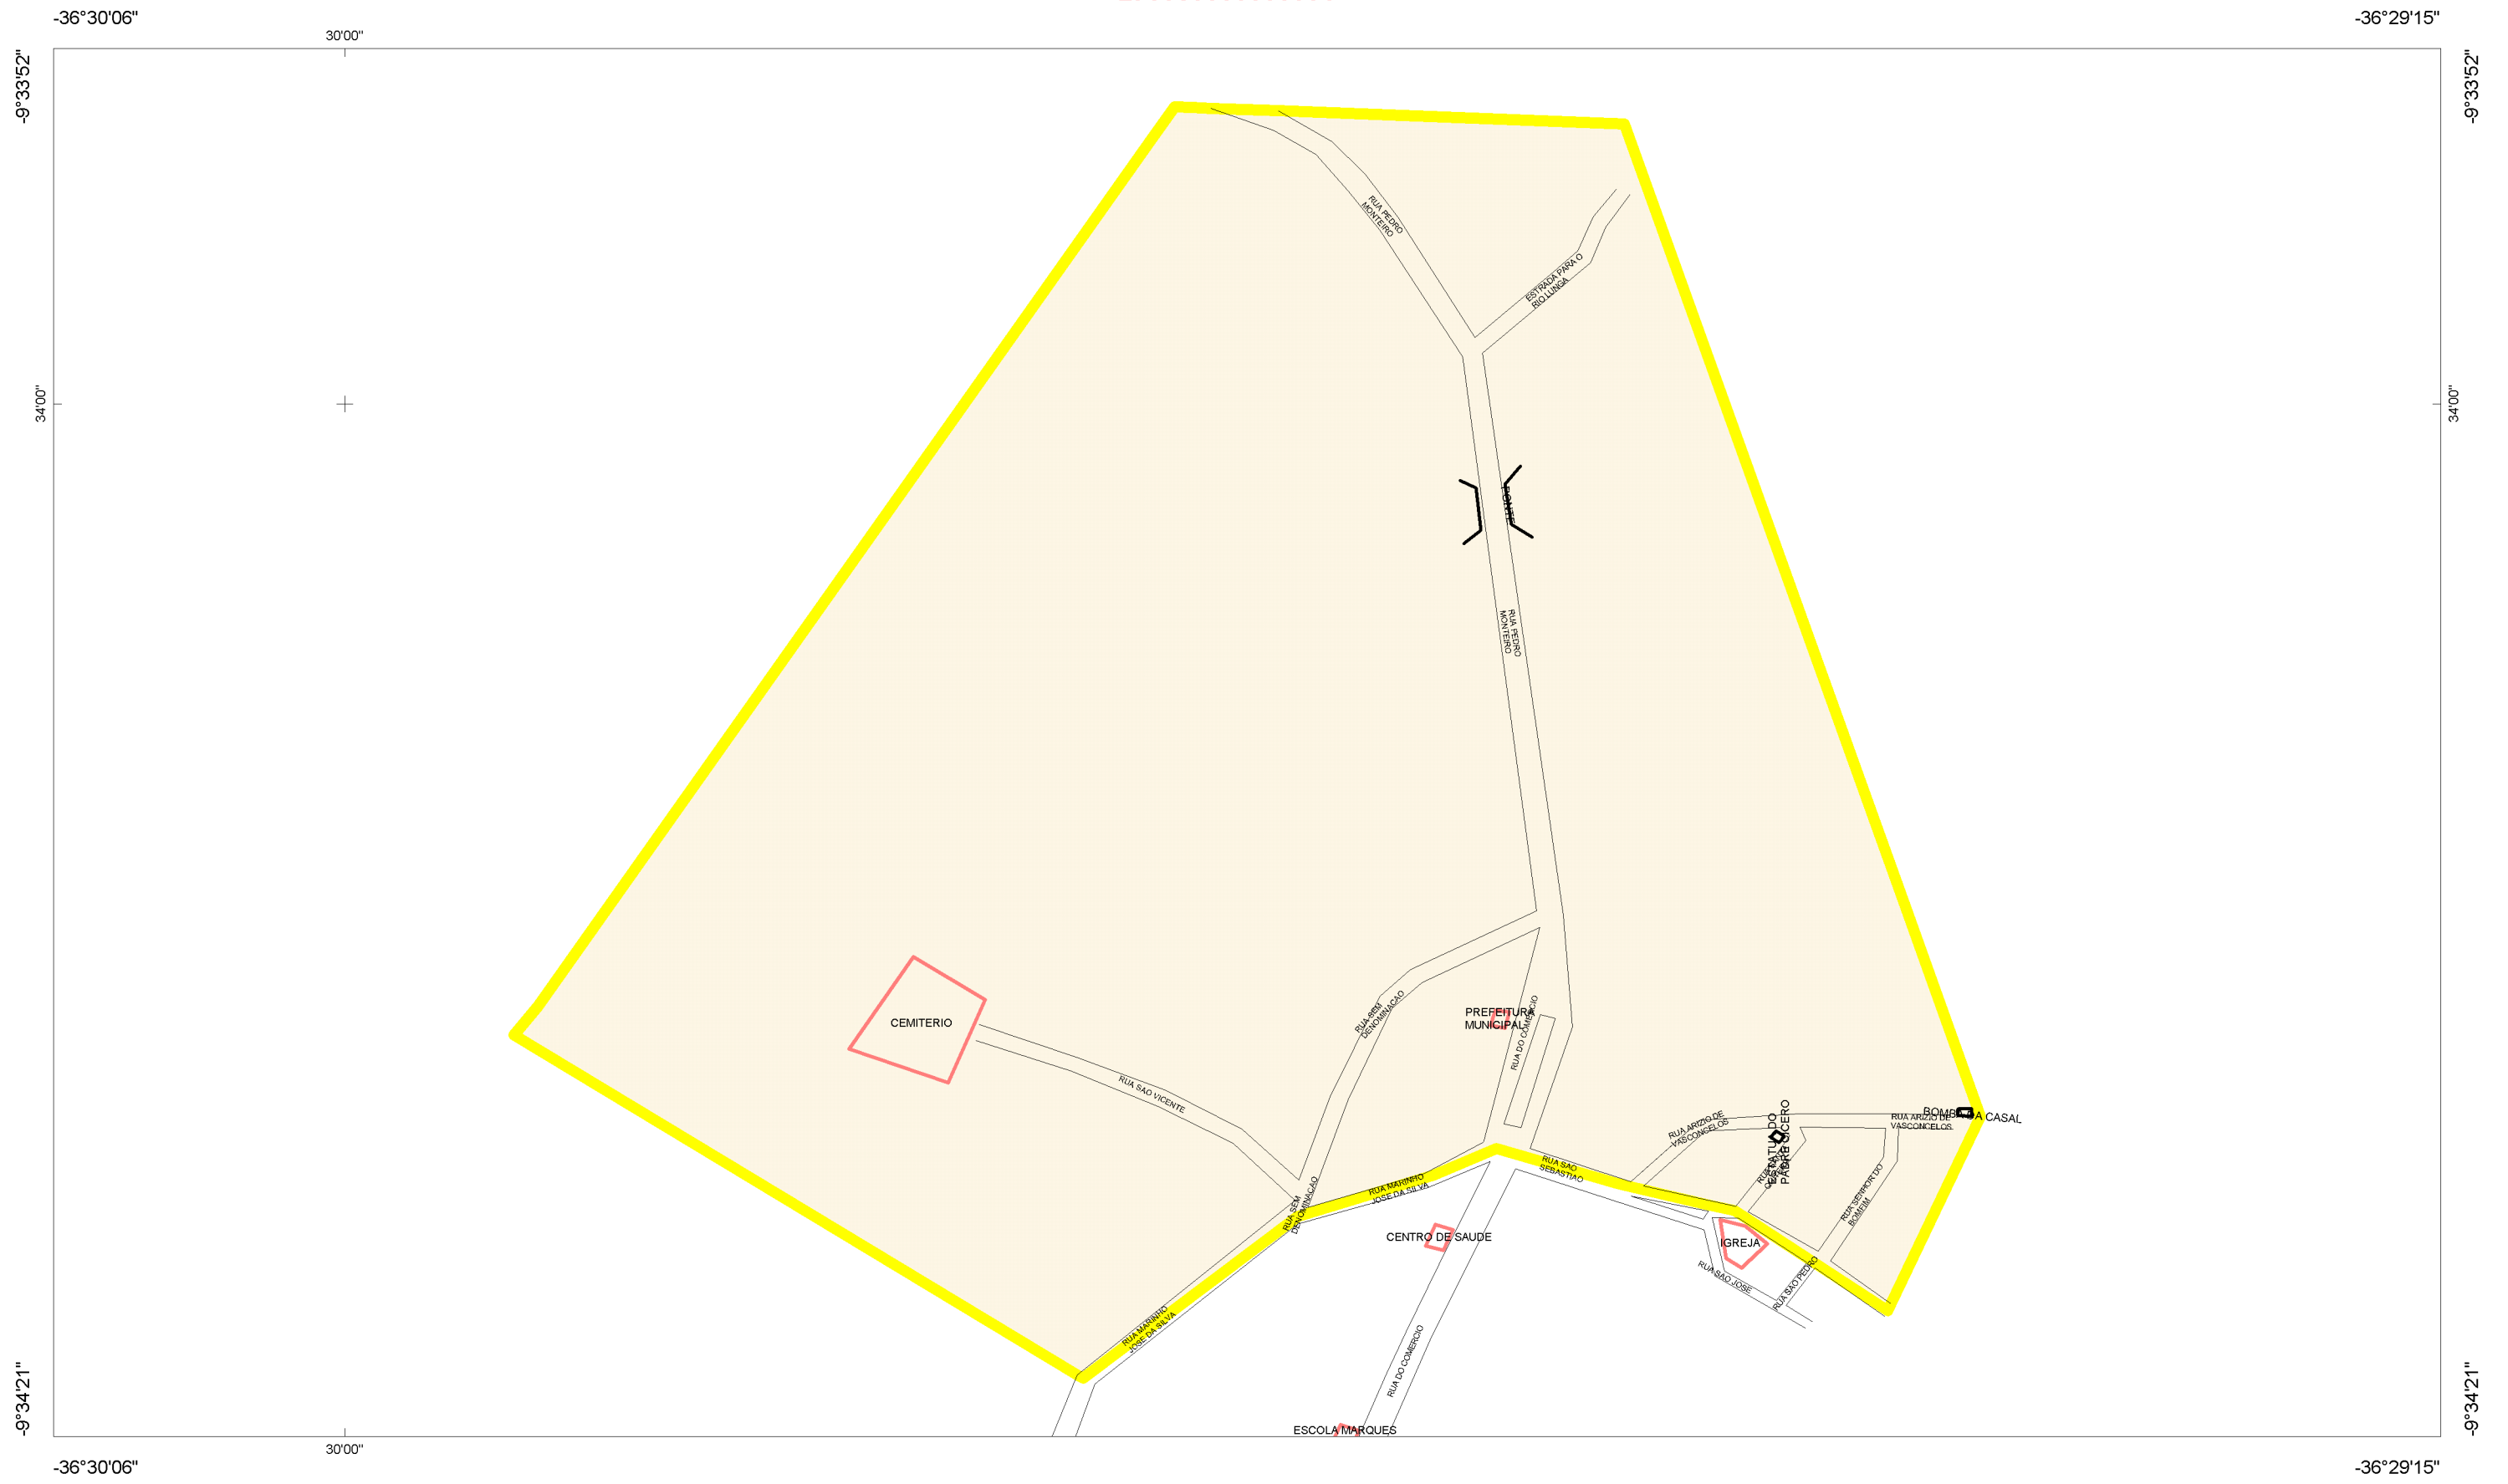 -36°30'06"
-36°29'15"
30'00"
-9°33'52"
-9°33'52"
RUA PEDRO
MONTEIRO
ESTRADA PARA O
RIO LUNGA
34'00"
34'00"
PONTE
RUA PEDRO
MONTEIRO
CEMITERIO
RUA SEM
DENOMINACAO
PREFEITURA
MUNICIPAL
RUA DO COMERCIO
RUA SAO VICENTE
RUA ARIZIO DE
VASCONCELOS
ESTATUA DO
PADRE CICERO
BOMBA DA CASAL
RUA ARIZIO DE
VASCONCELOS
RUA SAO
SEBASTIAO
RUA MARINHO
JOSE DA SILVA
RUA SEM
DENOMINACAO
RUA SENHOR DO
BOMFIM
CENTRO DE SAUDE
IGREJA
RUA SAO JOSE
RUA SAO PEDRO
RUA MARINHO
JOSE DA SILVA
RUA DO COMERCIO
ESCOLA MARQUES
-9°34'21"
-9°34'21"
30'00"
-36°30'06"
-36°29'15"